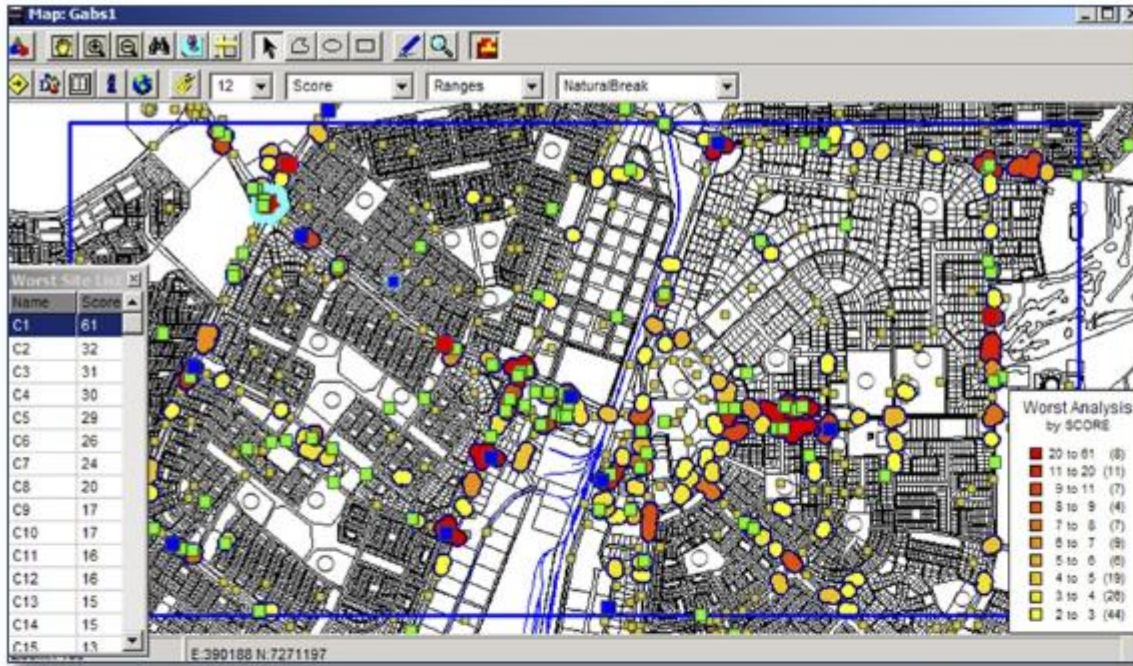 Map: Gabs1
12 Score Ranges NaturalBreak
Worst Site List
Name Score
C1 61
C2 32
C3 31
C4 30
C5 29
C6 26
C7 24
C8 20
C9 17
C10 17
C11 16
C12 16
C13 15
C14 15
C15 13
Worst Analysis
by SCORE
20 to 61 (8)
11 to 20 (11)
9 to 11 (7)
8 to 9 (4)
7 to 8 (7)
6 to 7 (9)
5 to 6 (6)
4 to 5 (19)
3 to 4 (26)
2 to 3 (44)
E:390188 N:7271197